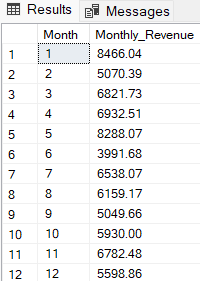 Results Messages
Month Monthly_Revenue
1 1 8466.04
2 2 5070.39
3 3 6821.73
4 4 6932.51
5 5 8288.07
6 6 3991.68
7 7 6538.07
8 8 6159.17
9 9 5049.66
10 10 5930.00
11 11 6782.48
12 12 5598.86